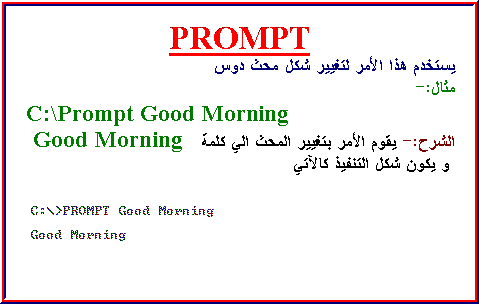 PROMPT
يستخدم هذا الأمر لتغيير شكل محث دوس
مثال:-
C:\Prompt Good Morning
الشرح:- يقوم الأمر بتغيير المحث الي كلمة Good Morning
و يكون شكل التنفيذ كالآتي
C:\>PROMPT Good Morning
Good Morning